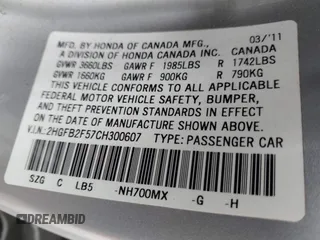 MFD. BY HONDA OF CANADA MFG., 03/'11
A DIVISION OF HONDA CANADA INC. CANADA
GVWR 3660LBS GAWR F 1985LBS R 1742LBS
GVWR 1660KG GAWR F 900KG R 790KG
THIS VEHICLE CONFORMS TO ALL APPLICABLE
FEDERAL MOTOR VEHICLE SAFETY, BUMPER,
AND THEFT PREVENTION STANDARDS IN EFFECT
ON THE DATE OF MANUFACTURE SHOWN ABOVE.
V.I.N.: 2HGFB2F57CH300607 TYPE: PASSENGER CAR
SZG C LB5 -NH700MX -G -H
DREAMBID